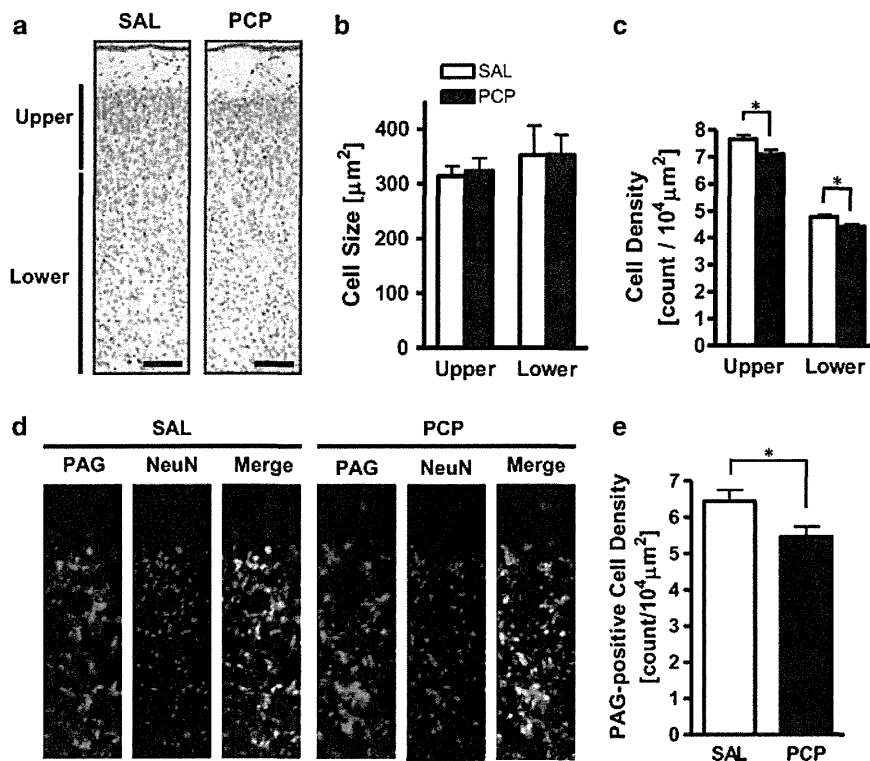 a
SAL PCP
Upper
Lower
b
SAL
PCP
Cell Size [μm²]
400
300
200
100
0
Upper Lower
c
Cell Density
[count / 10⁴μm²]
8
7
6
5
4
3
2
1
0
* *
Upper Lower
d
SAL PCP
PAG NeuN Merge PAG NeuN Merge
e
PAG-positive Cell Density
[count/10⁴μm²]
7
6
5
4
3
2
1
0
*
SAL PCP